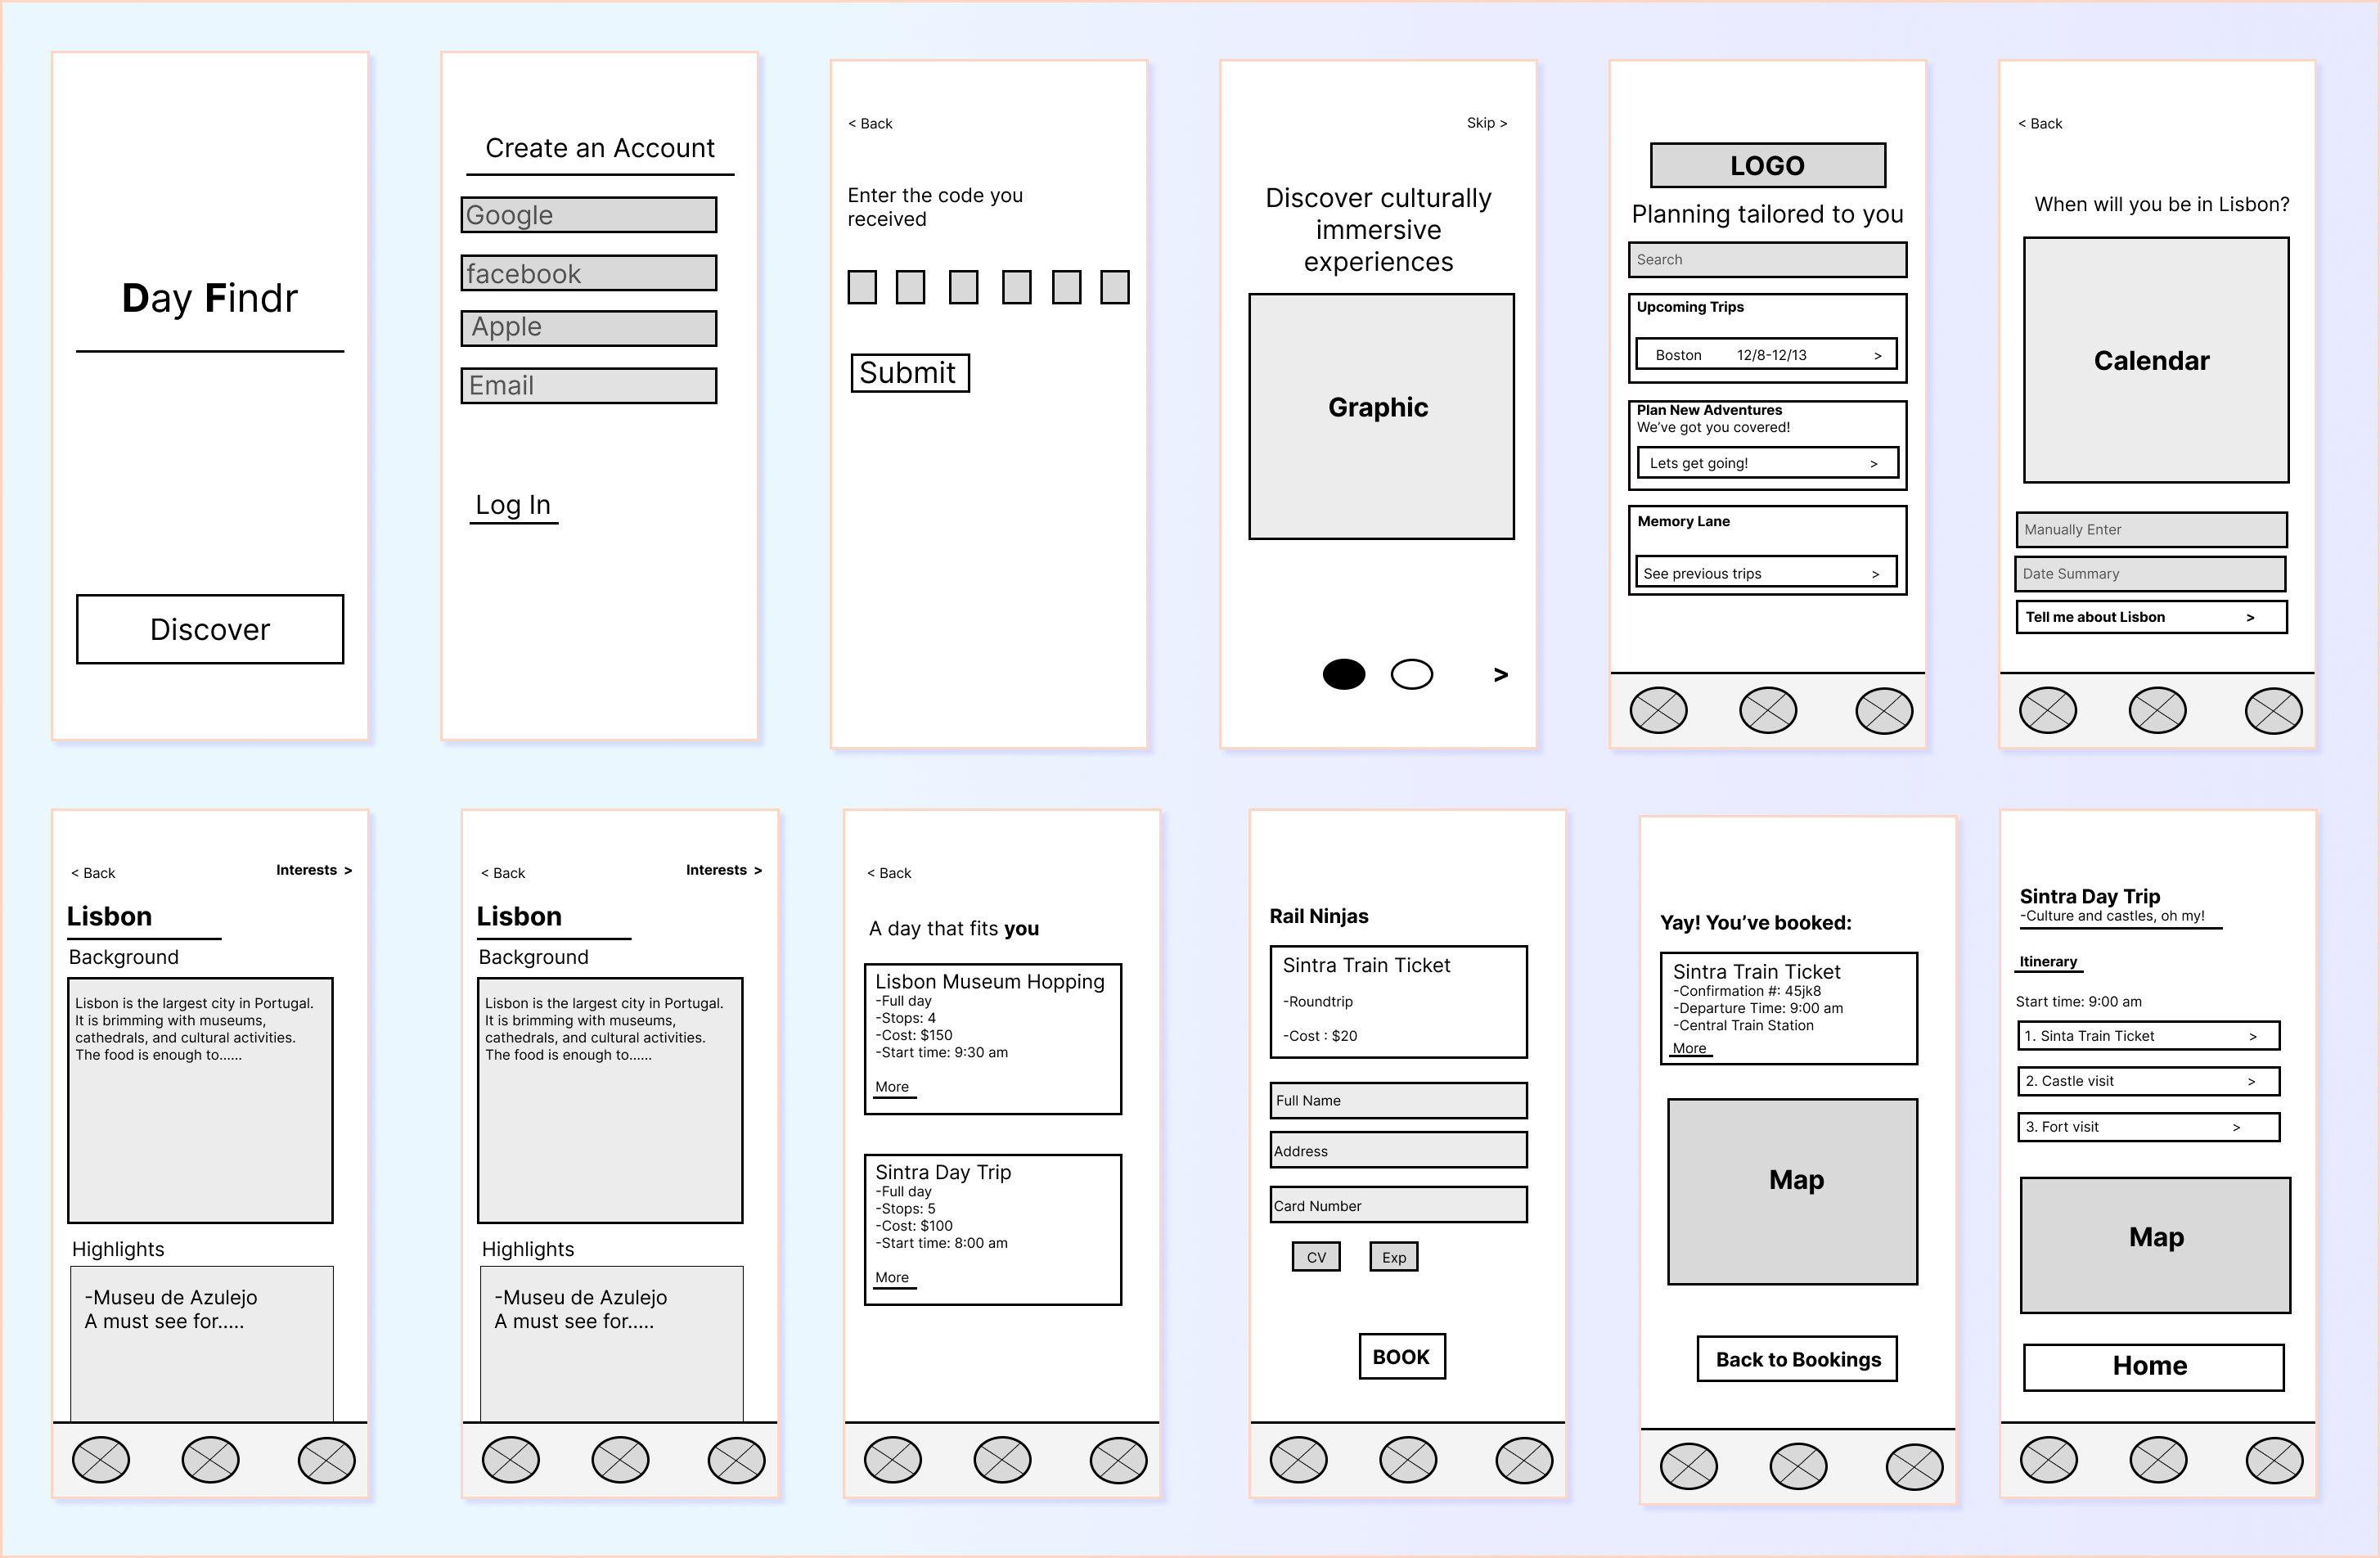 Day Findr
Discover
Create an Account
Google
facebook
Apple
Email
Log In
< Back
Enter the code you
received
Submit
Skip >
Discover culturally
immersive
experiences
Graphic
>
LOGO
Planning tailored to you
Search
Upcoming Trips
Boston 12/8-12/13 >
Plan New Adventures
We've got you covered!
Lets get going! >
Memory Lane
See previous trips >
< Back
When will you be in Lisbon?
Calendar
Manually Enter
Date Summary
Tell me about Lisbon >
< Back Interests >
Lisbon
Background
Lisbon is the largest city in Portugal.
It is brimming with museums,
cathedrals, and cultural activities.
The food is enough to......
Highlights
-Museu de Azulejo
A must see for.....
< Back Interests >
Lisbon
Background
Lisbon is the largest city in Portugal.
It is brimming with museums,
cathedrals, and cultural activities.
The food is enough to......
Highlights
-Museu de Azulejo
A must see for.....
< Back
A day that fits you
Lisbon Museum Hopping
-Full day
-Stops: 4
-Cost: $150
-Start time: 9:30 am
More
Sintra Day Trip
-Full day
-Stops: 5
-Cost: $100
-Start time: 8:00 am
More
Rail Ninjas
Sintra Train Ticket
-Roundtrip
-Cost : $20
Full Name
Address
Card Number
CV Exp
BOOK
Yay! You've booked:
Sintra Train Ticket
-Confirmation #: 45jk8
-Departure Time: 9:00 am
-Central Train Station
More
Map
Back to Bookings
Sintra Day Trip
-Culture and castles, oh my!
Itinerary
Start time: 9:00 am
1. Sinta Train Ticket >
2. Castle visit >
3. Fort visit >
Map
Home